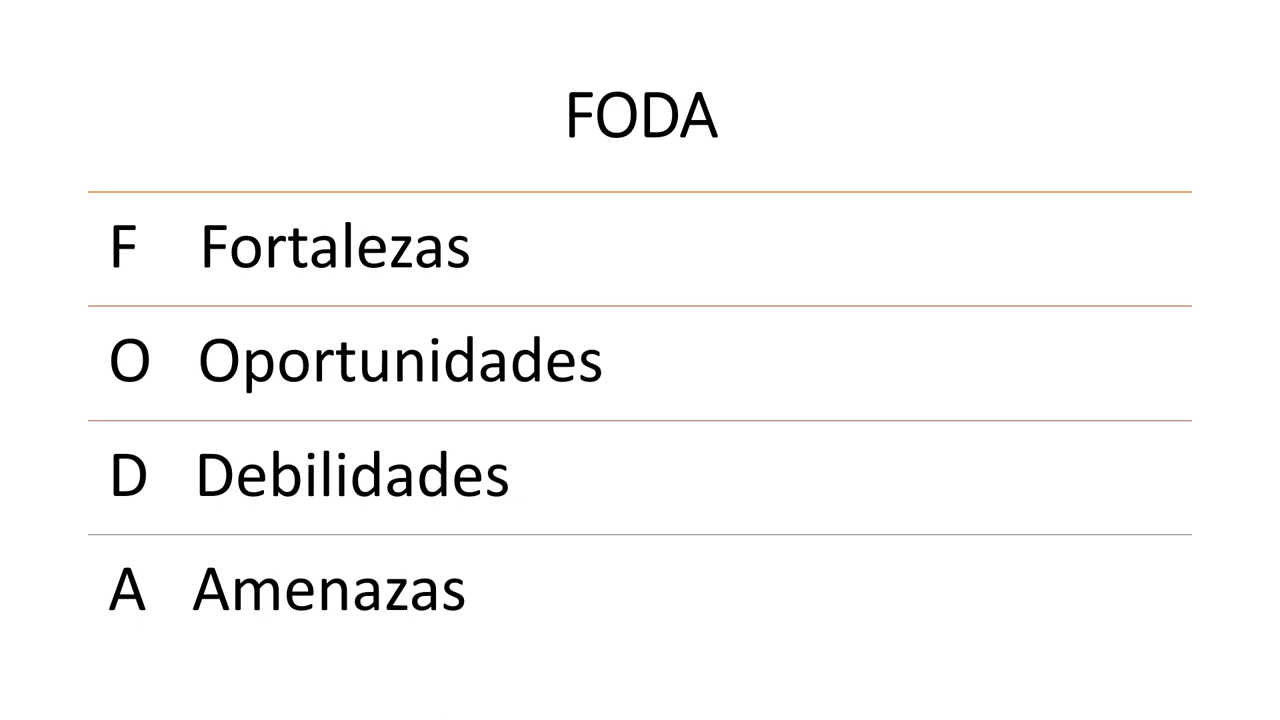 FODA
F Fortalezas
O Oportunidades
D Debilidades
A Amenazas